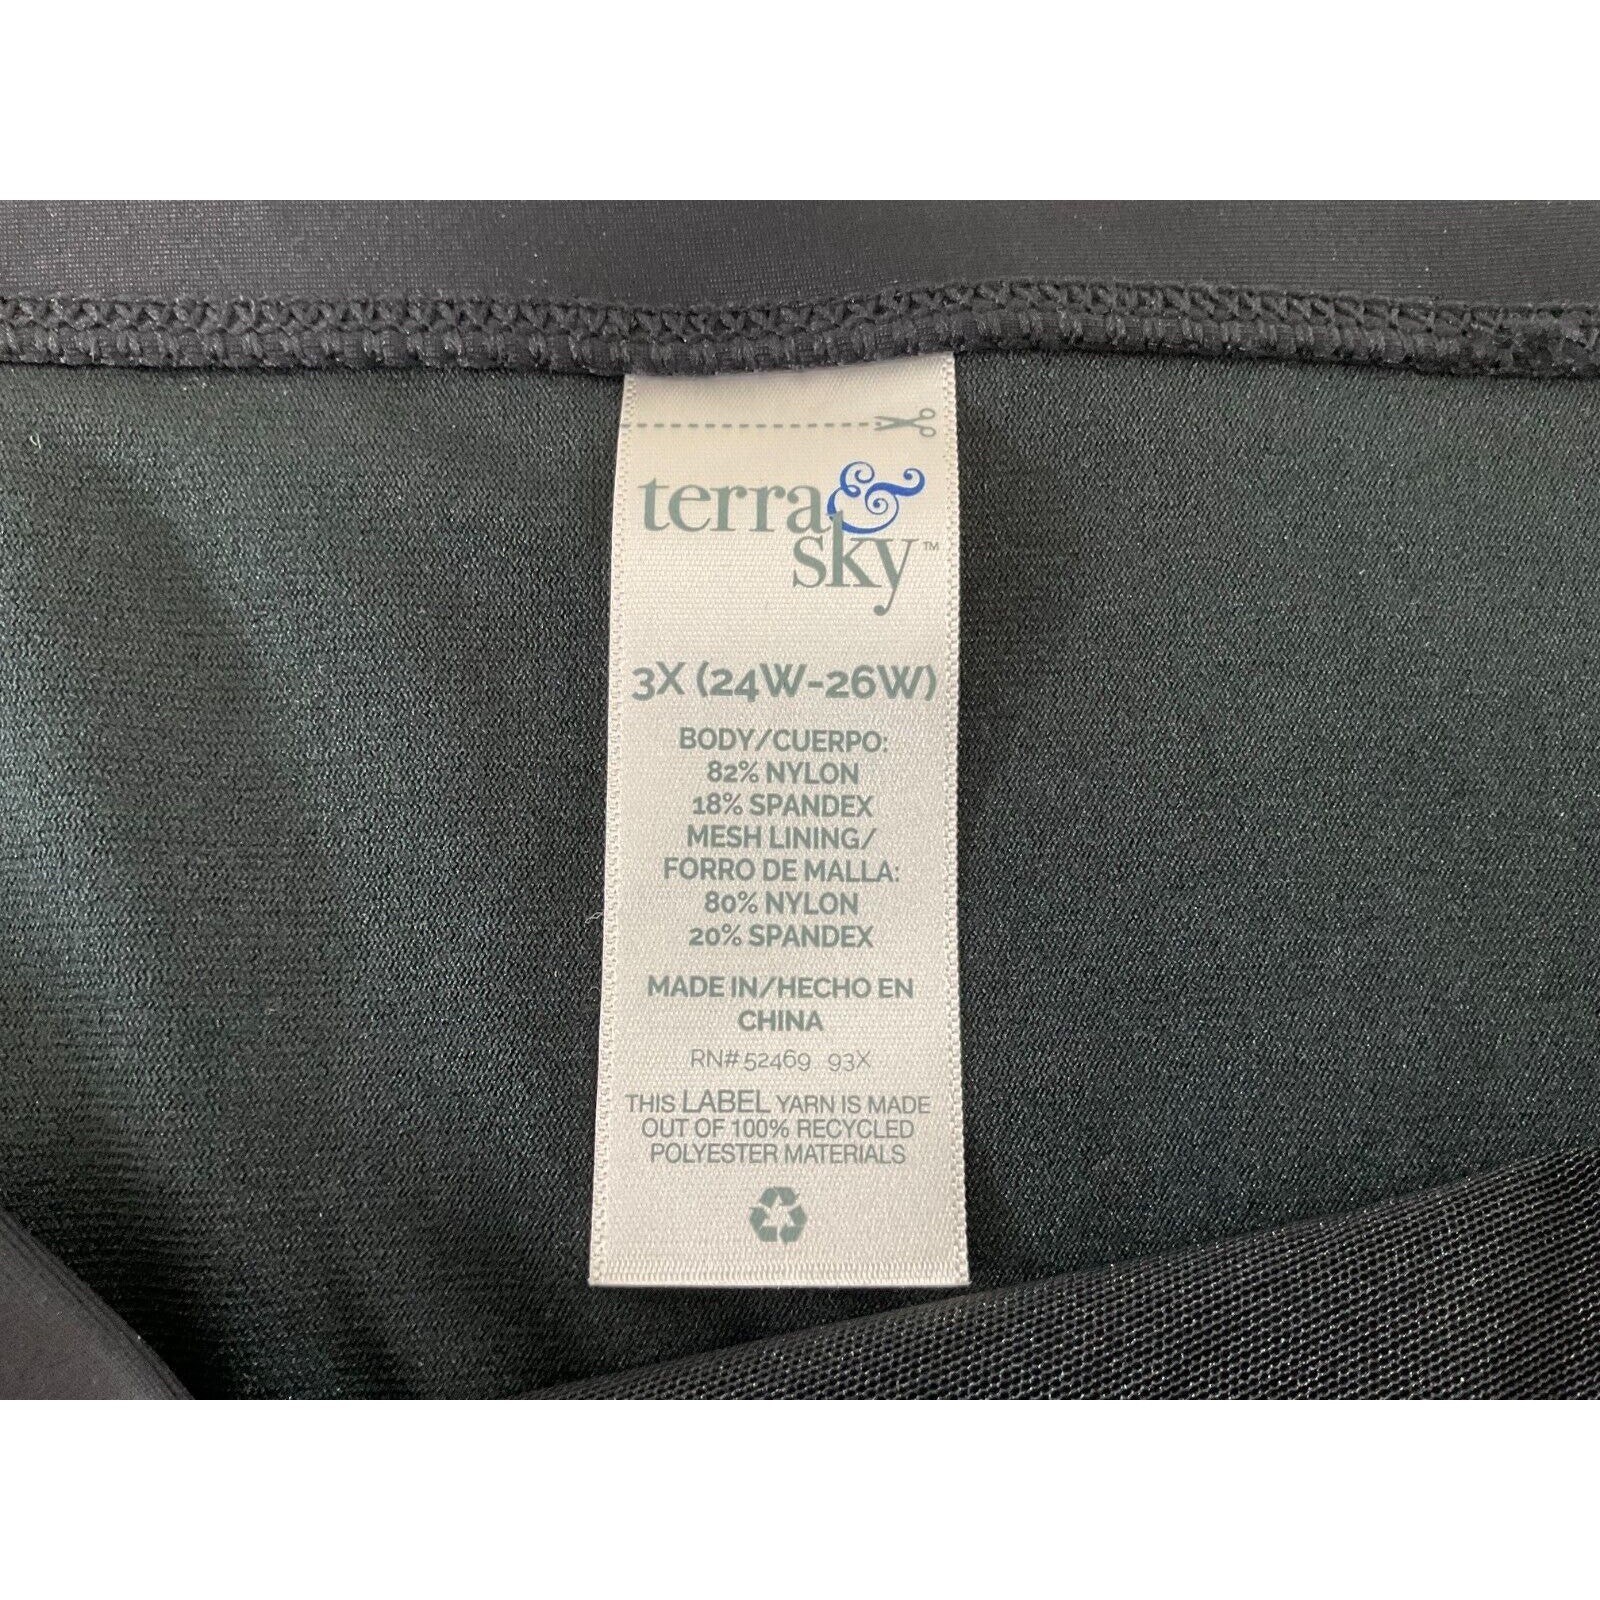 terra &
sky™
3X (24W-26W)
BODY/CUERPO:
82% NYLON
18% SPANDEX
MESH LINING/
FORRO DE MALLA:
80% NYLON
20% SPANDEX
MADE IN/HECHO EN
CHINA
RN# 52469 93X
THIS LABEL YARN IS MADE
OUT OF 100% RECYCLED
POLYESTER MATERIALS